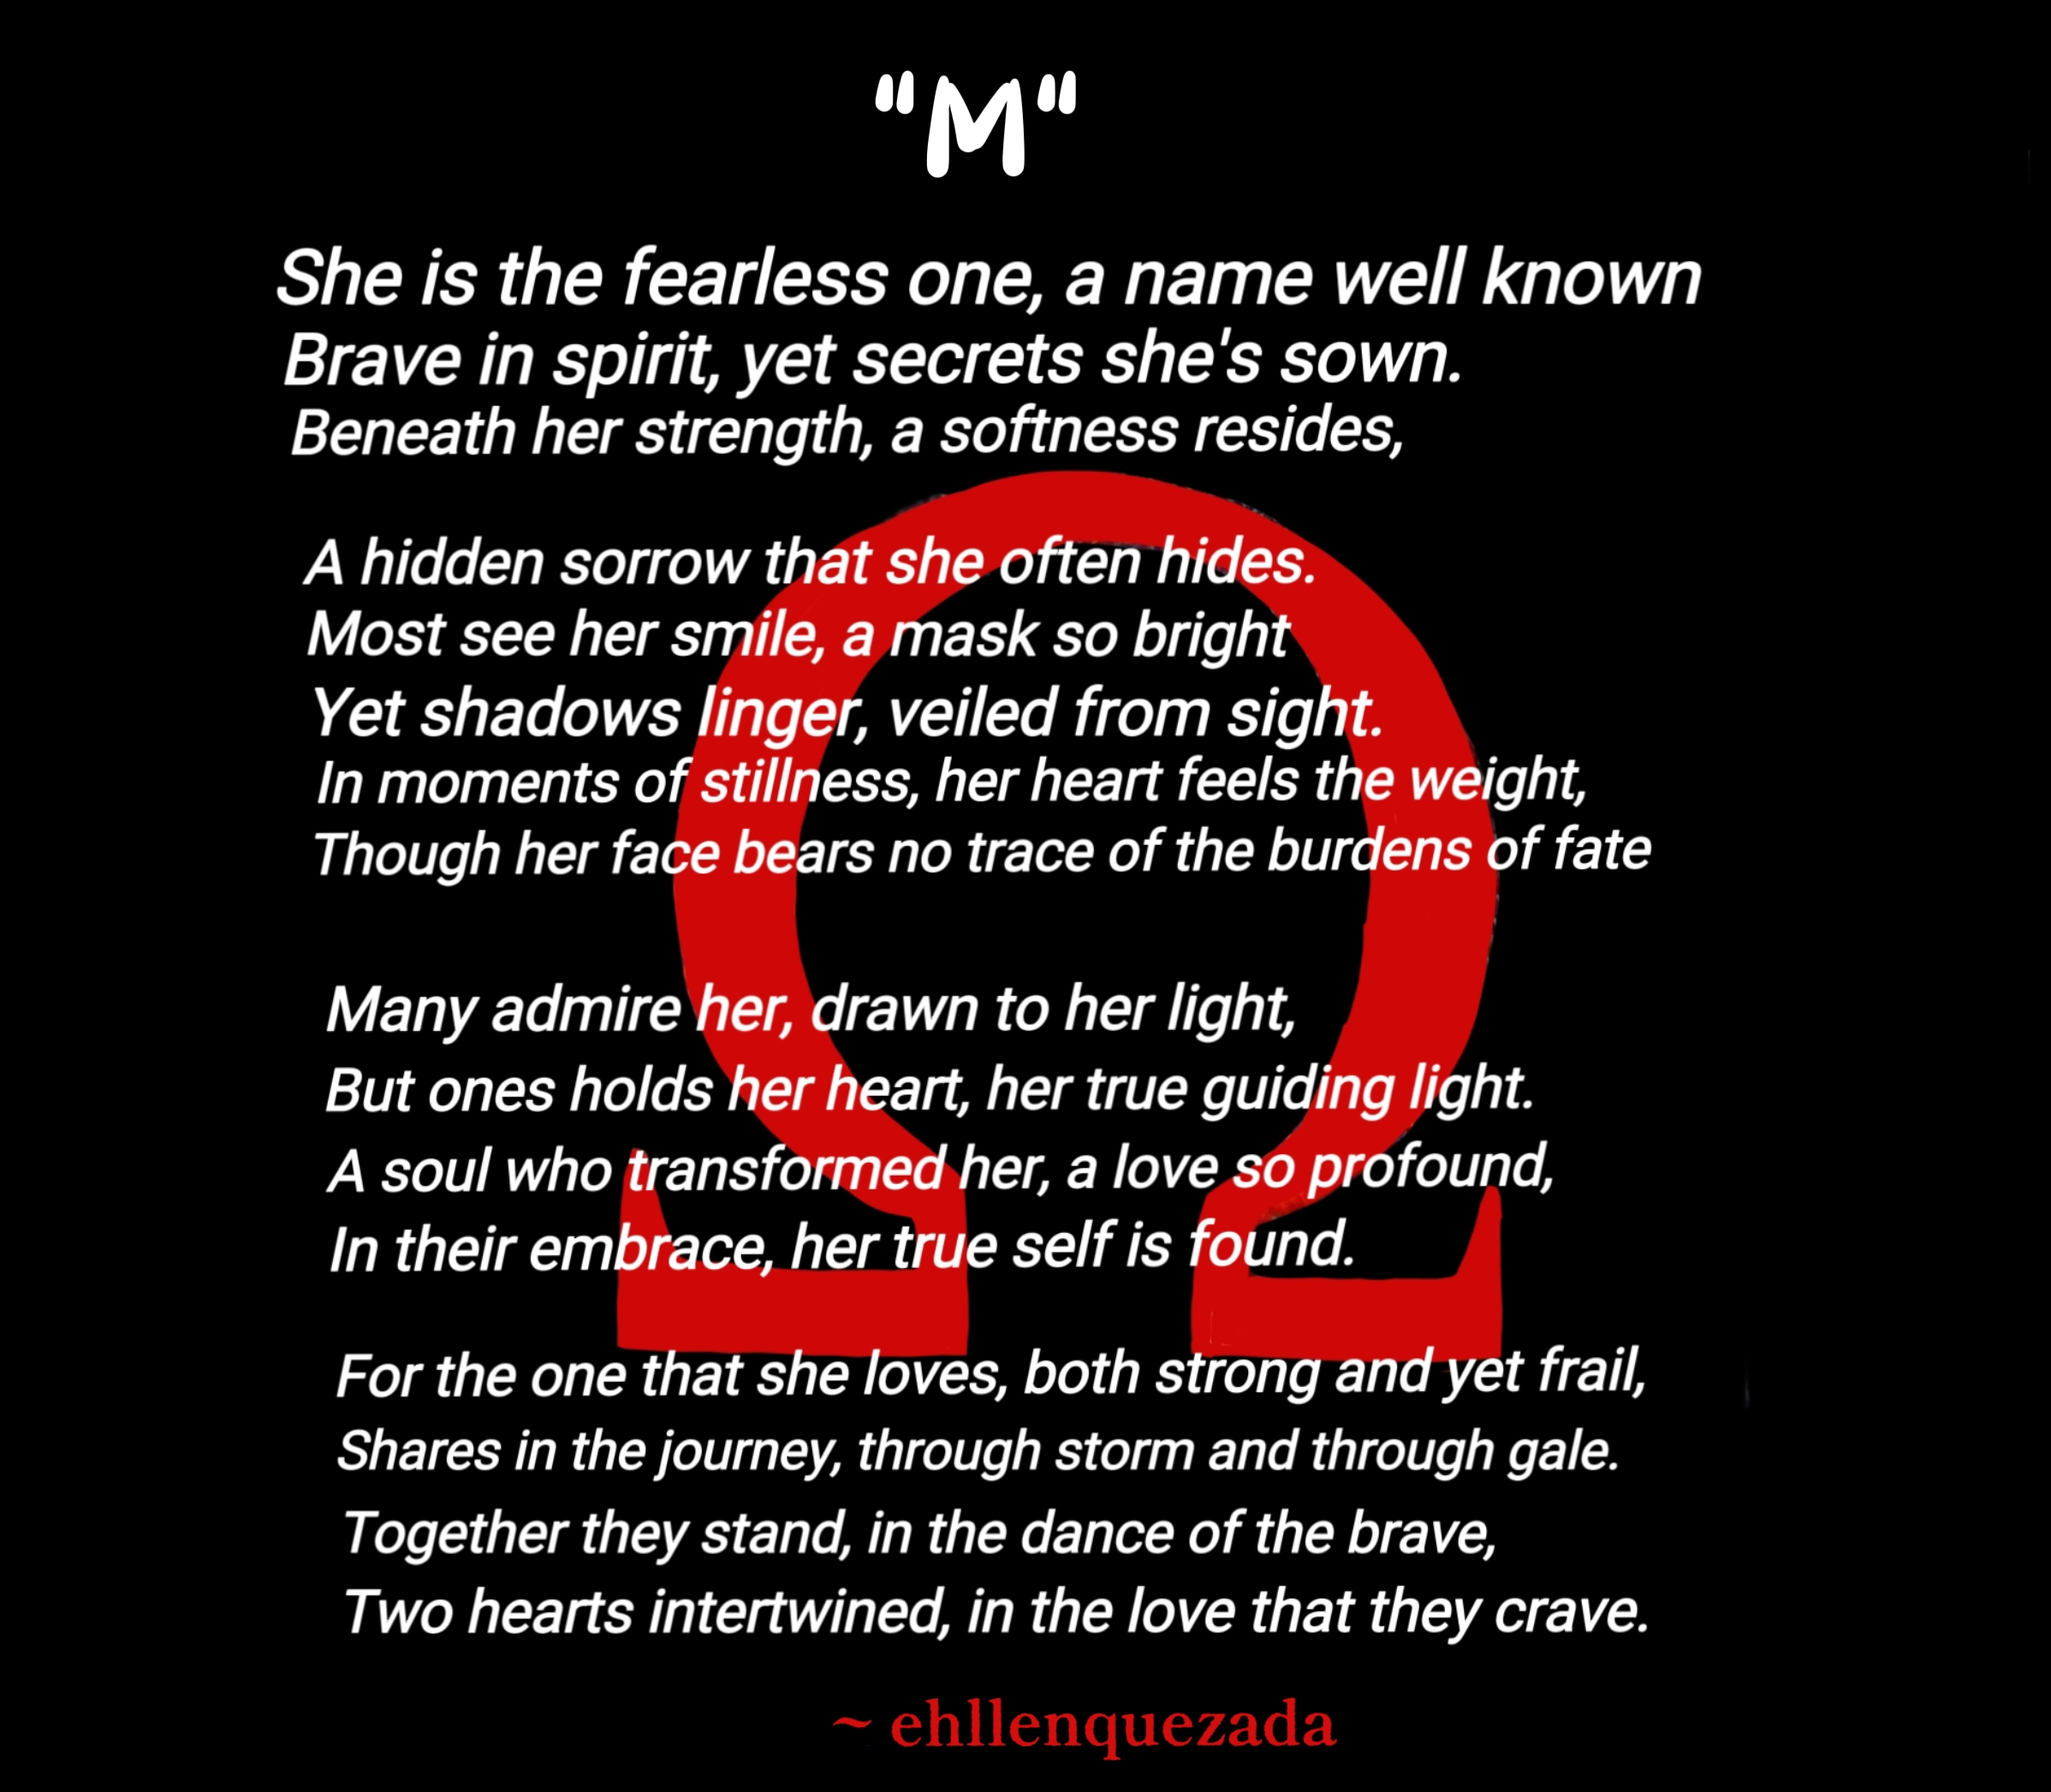 "M"
She is the fearless one, a name well known
Brave in spirit, yet secrets she's sown.
Beneath her strength, a softness resides,
A hidden sorrow that she often hides.
Most see her smile, a mask so bright
Yet shadows linger, veiled from sight.
In moments of stillness, her heart feels the weight,
Though her face bears no trace of the burdens of fate
Many admire her, drawn to her light,
But ones holds her heart, her true guiding light.
A soul who transformed her, a love so profound,
In their embrace, her true self is found.
For the one that she loves, both strong and yet frail,
Shares in the journey, through storm and through gale.
Together they stand, in the dance of the brave,
Two hearts intertwined, in the love that they crave.
~ ehllenquezada